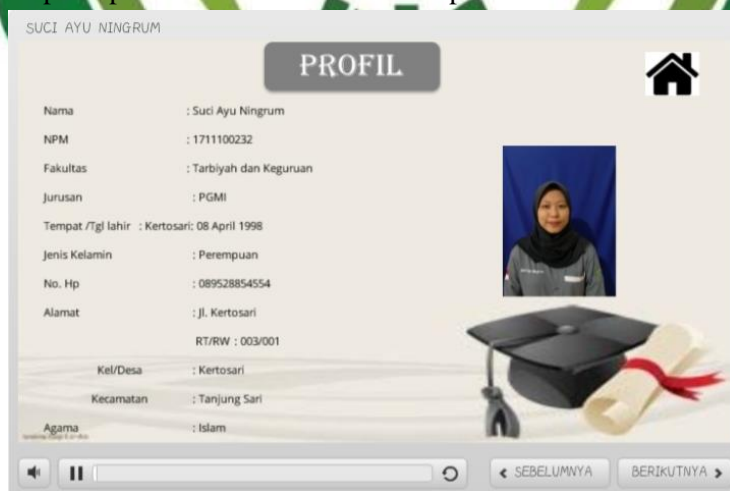 SUCI AYU NINGRUM
PROFIL
Nama : Suci Ayu Ningrum
NPM : 1711100232
Fakultas : Tarbiyah dan Keguruan
Jurusan : PGMI
Tempat /Tgl lahir : Kertosari; 08 April 1998
Jenis Kelamin : Perempuan
No. Hp : 089528854554
Alamat : Jl. Kertosari
RT/RW : 003/001
Kel/Desa : Kertosari
Kecamatan : Tanjung Sari
Agama : Islam
SEBELUMNYA
BERIKUTNYA